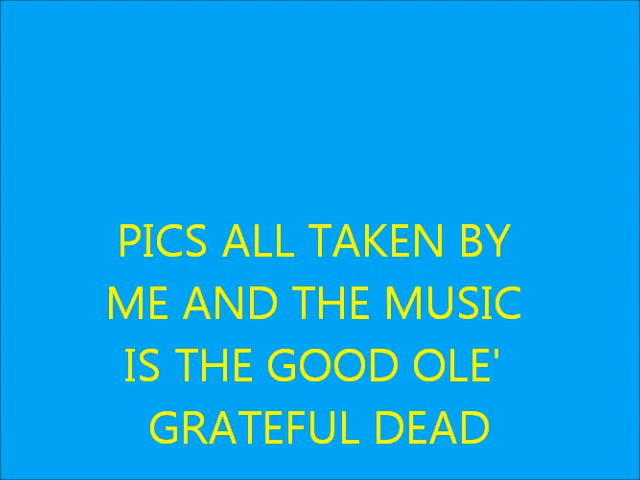 PICS ALL TAKEN BY
ME AND THE MUSIC
IS THE GOOD OLE'
GRATEFUL DEAD